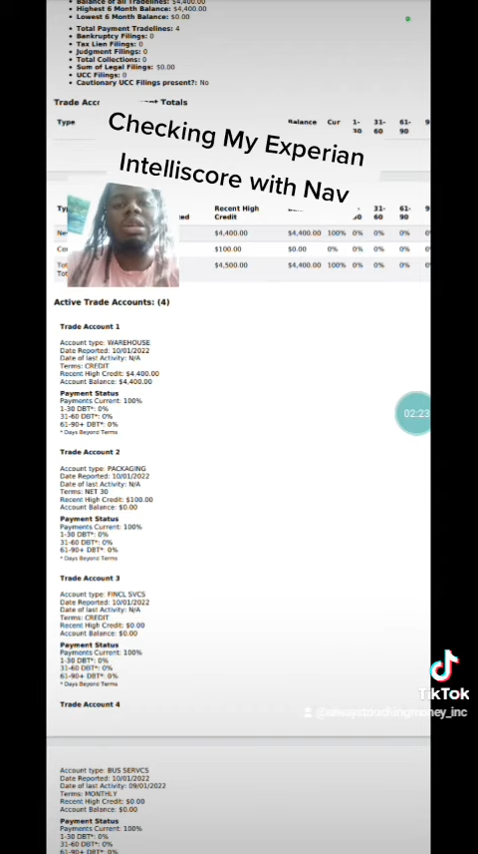 Balance of all Tradelines: $4,400.00
Highest 6 Month Balance: $4,400.00
Lowest 6 Month Balance: $0.00
Total Payment Tradelines: 4
Bankruptcy Filings: 0
Tax Lien Filings: 0
Judgment Filings: 0
Total Collections: 0
Sum of Legal Filings: $0.00
UCC Filings: 0
Cautionary UCC Filings present?: No
Totals
Type Balance Cur 1-30 31-60 61-90
Checking My Experian
Intelliscore with Nav
Recent High Credit 31-60 61-90
$4,400.00 $4,400.00 100% 0% 0% 0%
$100.00 $0.00 0% 0% 0% 0%
$4,500.00 $4,400.00 100% 0% 0% 0%
Active Trade Accounts: (4)
Trade Account 1
Account type: WAREHOUSE
Date Reported: 10/01/2022
Date of last Activity: N/A
Terms: CREDIT
Recent High Credit: $4,400.00
Account Balance: $4,400.00
Payment Status
Payments Current: 100%
1-30 DBT*: 0%
31-60 DBT*: 0%
61-90+ DBT*: 0%
* Days Beyond Terms
02:23
Trade Account 2
Account type: PACKAGING
Date Reported: 10/01/2022
Date of last Activity: N/A
Terms: NET 30
Recent High Credit: $100.00
Account Balance: $0.00
Payment Status
Payments Current: 100%
1-30 DBT*: 0%
31-60 DBT*: 0%
61-90+ DBT*: 0%
* Days Beyond Terms
Trade Account 3
Account type: FINCL SVCS
Date Reported: 10/01/2022
Date of last Activity: N/A
Terms: CREDIT
Recent High Credit: $0.00
Account Balance: $0.00
Payment Status
Payments Current: 100%
1-30 DBT*: 0%
31-60 DBT*: 0%
61-90+ DBT*: 0%
* Days Beyond Terms
TikTok
Trade Account 4
@alwaystouchingmoney_inc
Account type: BUS SERVCS
Date Reported: 10/01/2022
Date of last Activity: 09/01/2022
Terms: MONTHLY
Recent High Credit: $0.00
Account Balance: $0.00
Payment Status
Payments Current: 100%
1-30 DBT*: 0%
31-60 DBT*: 0%
61-90+ DBT*: 0%